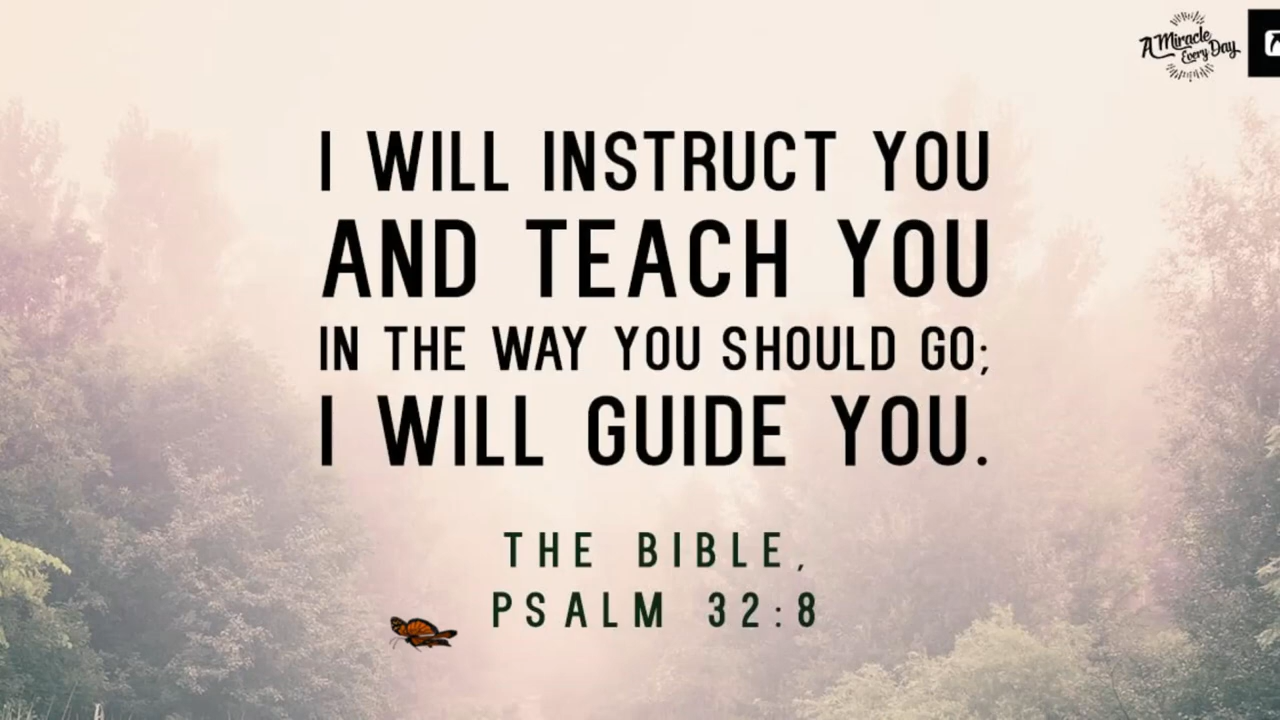 A Miracle
Every Day
I WILL INSTRUCT YOU
AND TEACH YOU
IN THE WAY YOU SHOULD GO;
I WILL GUIDE YOU.
THE BIBLE,
PSALM 32:8